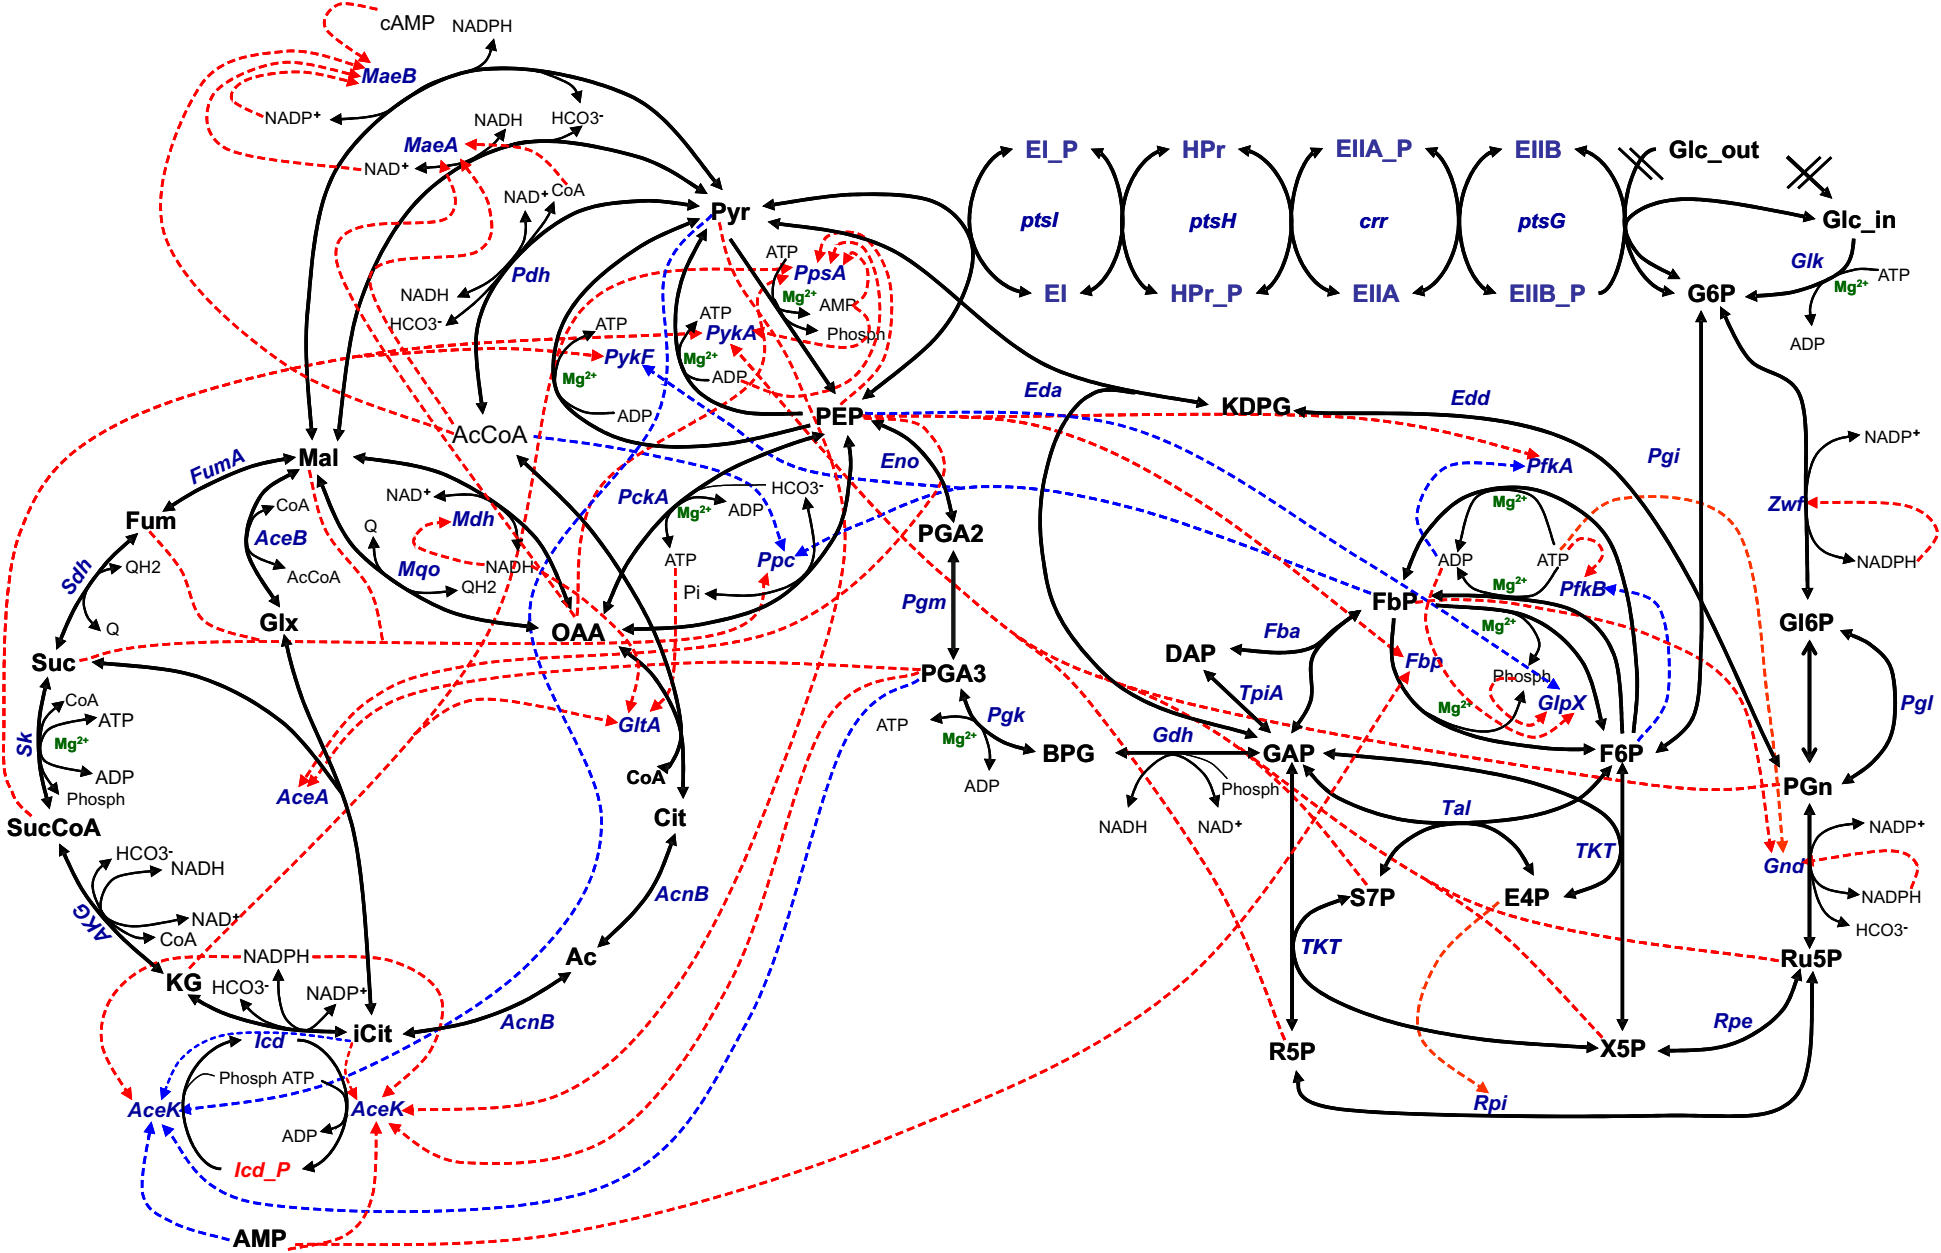 cAMP
NADPH
MaeB
NADP+
HCO3-
NADH
MaeA
NAD+
NAD+
CoA
EI_P
HPr
EIIA_P
EIIB
Glc_out
Pyr
ptsI
ptsH
crr
ptsG
Glc_in
ATP
PpsA
Pdh
Glk
ATP
Mg2+
Mg2+
AMP
NADH
EI
HPr_P
EIIA
EIIB_P
G6P
HCO3-
ATP
ATP
PykA
Phosph
ADP
PykF
Mg2+
Mg2+
ADP
ADP
PEP
Eda
KDPG
Edd
AcCoA
NADP+
Mal
FumA
Eno
PfkA
Pgi
NAD+
PckA
HCO3-
Mg2+
ADP
CoA
Mg2+
Zwf
Fum
Mdh
Q
AceB
PGA2
Sdh
QH2
Mqo
NADH
ATP
Ppc
ADP
ATP
NADPH
AcCoA
QH2
Pi
Mg2+
PfkB
Pgm
FbP
Q
Glx
OAA
Fba
Mg2+
Gl6P
Suc
DAP
Fbp
PGA3
Phosph
CoA
TpiA
GlpX
Pgl
ATP
GltA
ATP
Pgk
Mg2+
Sk
Mg2+
Mg2+
Gdh
BPG
GAP
F6P
ADP
CoA
ADP
PGn
Phosph
AceA
Phosph
SucCoA
Cit
NADH
NAD+
Tal
NADP+
HCO3-
NADH
TKT
Gnd
AcnB
S7P
E4P
NADPH
AKG
NAD+
CoA
HCO3-
TKT
NADPH
Ac
Ru5P
KG
HCO3-
NADP+
AcnB
iCit
Icd
Rpe
R5P
X5P
Phosph ATP
AceK
AceK
Rpi
ADP
Icd_P
AMP